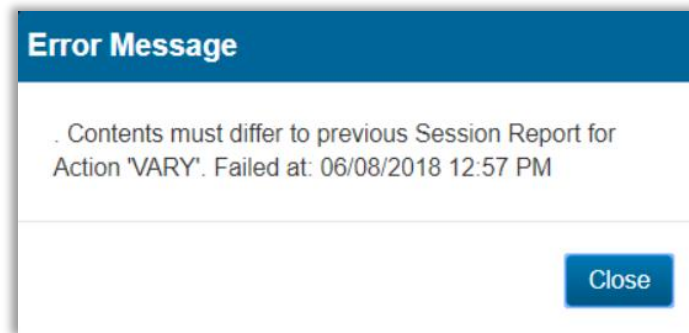 Error Message
. Contents must differ to previous Session Report for
Action 'VARY'. Failed at: 06/08/2018 12:57 PM
Close